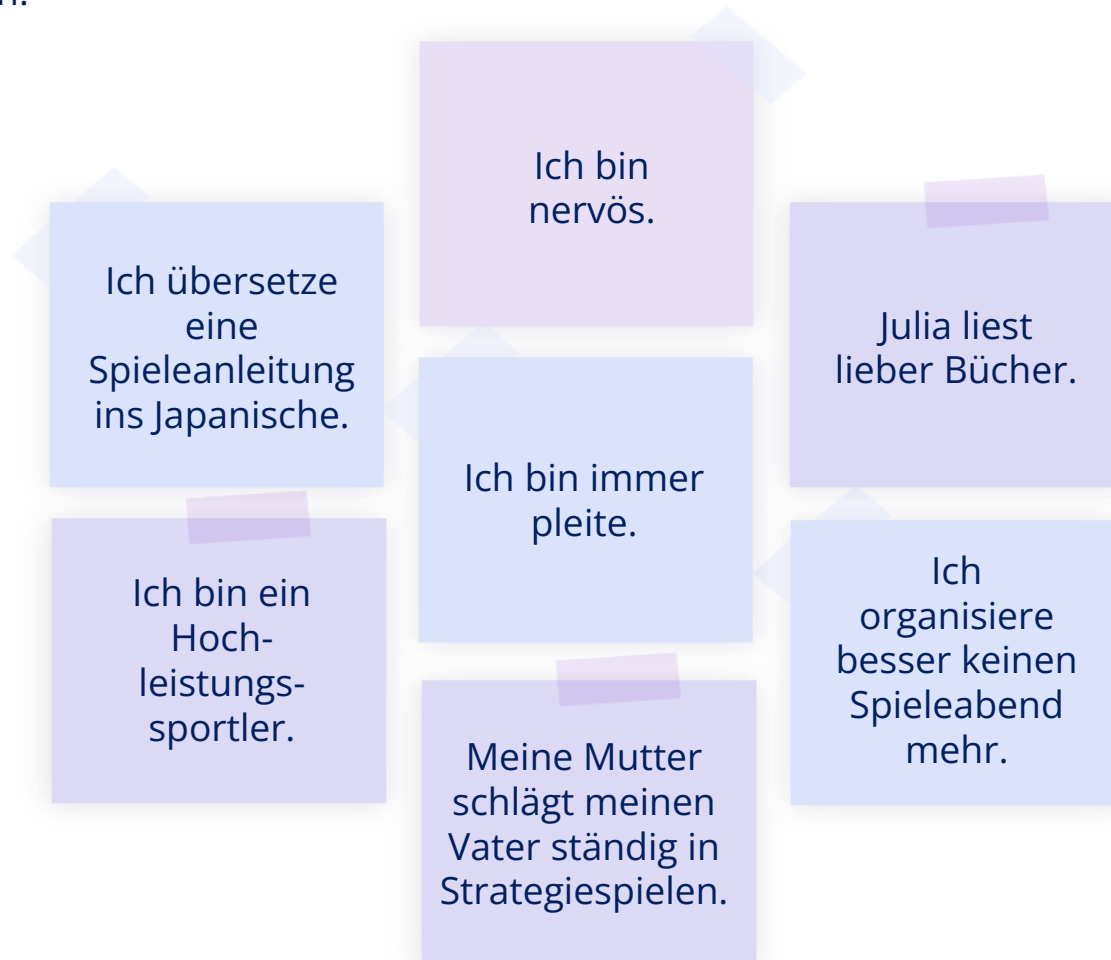 Ich bin
nervös.
Ich übersetze
eine
Spieleanleitung
ins Japanische.
Julia liest
lieber Bücher.
Ich bin immer
pleite.
Ich bin ein
Hoch-
leistungs-
sportler.
Ich
organisiere
besser keinen
Spieleabend
mehr.
Meine Mutter
schlägt meinen
Vater ständig in
Strategiespielen.